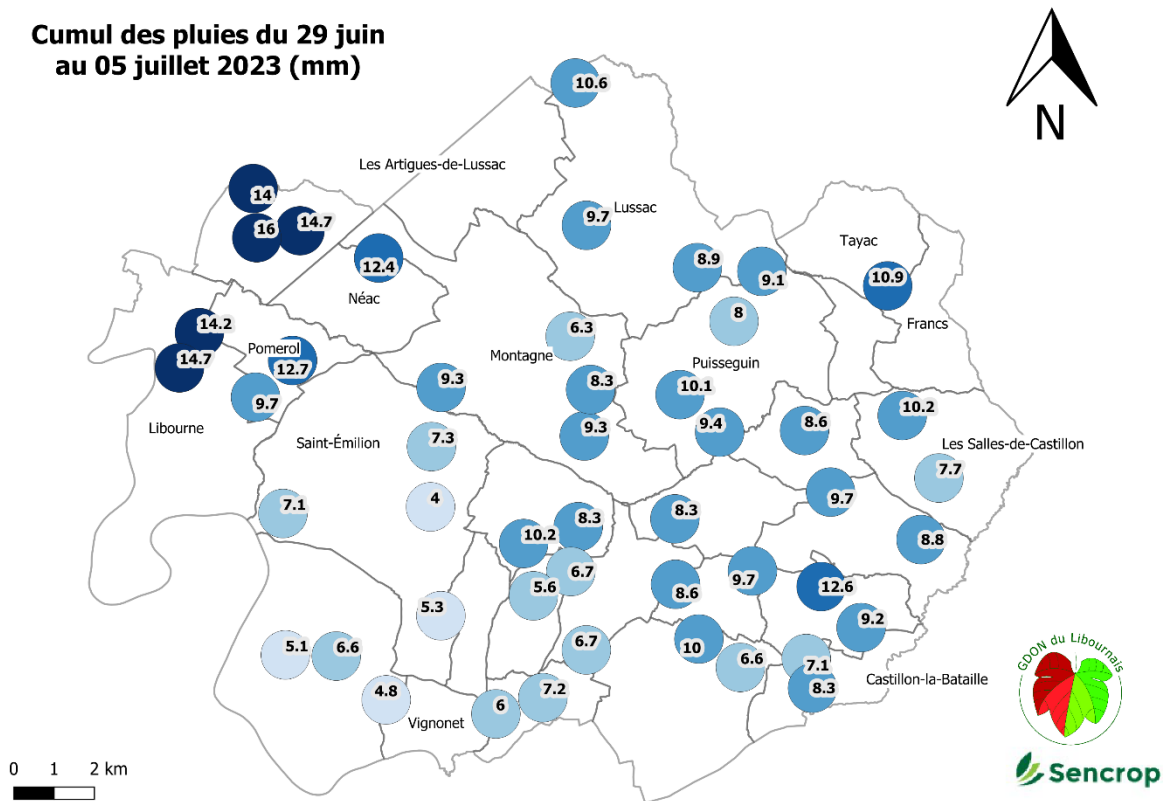 Cumul des pluies du 29 juin
au 05 juillet 2023 (mm)
N
10.6
Les Artigues-de-Lussac
14
16
14.7
9.7
Lussac
12.4
Néac
8.9
9.1
Tayac
10.9
14.2
14.7
Pomerol
12.7
9.7
Libourne
6.3
Montagne
8.3
9.3
8
Puisseguin
10.1
9.4
8.6
Francs
10.2
Les Salles-de-Castillon
7.7
9.3
Saint-Émilion
7.3
4
7.1
10.2
8.3
6.7
5.6
8.3
9.7
8.8
8.6
9.7
12.6
9.2
5.3
5.1
6.6
6.7
10
6.6
7.1
8.3
Castillon-la-Bataille
4.8
Vignonet
6
7.2
GDON du Libournais
Sencrop
0 1 2 km